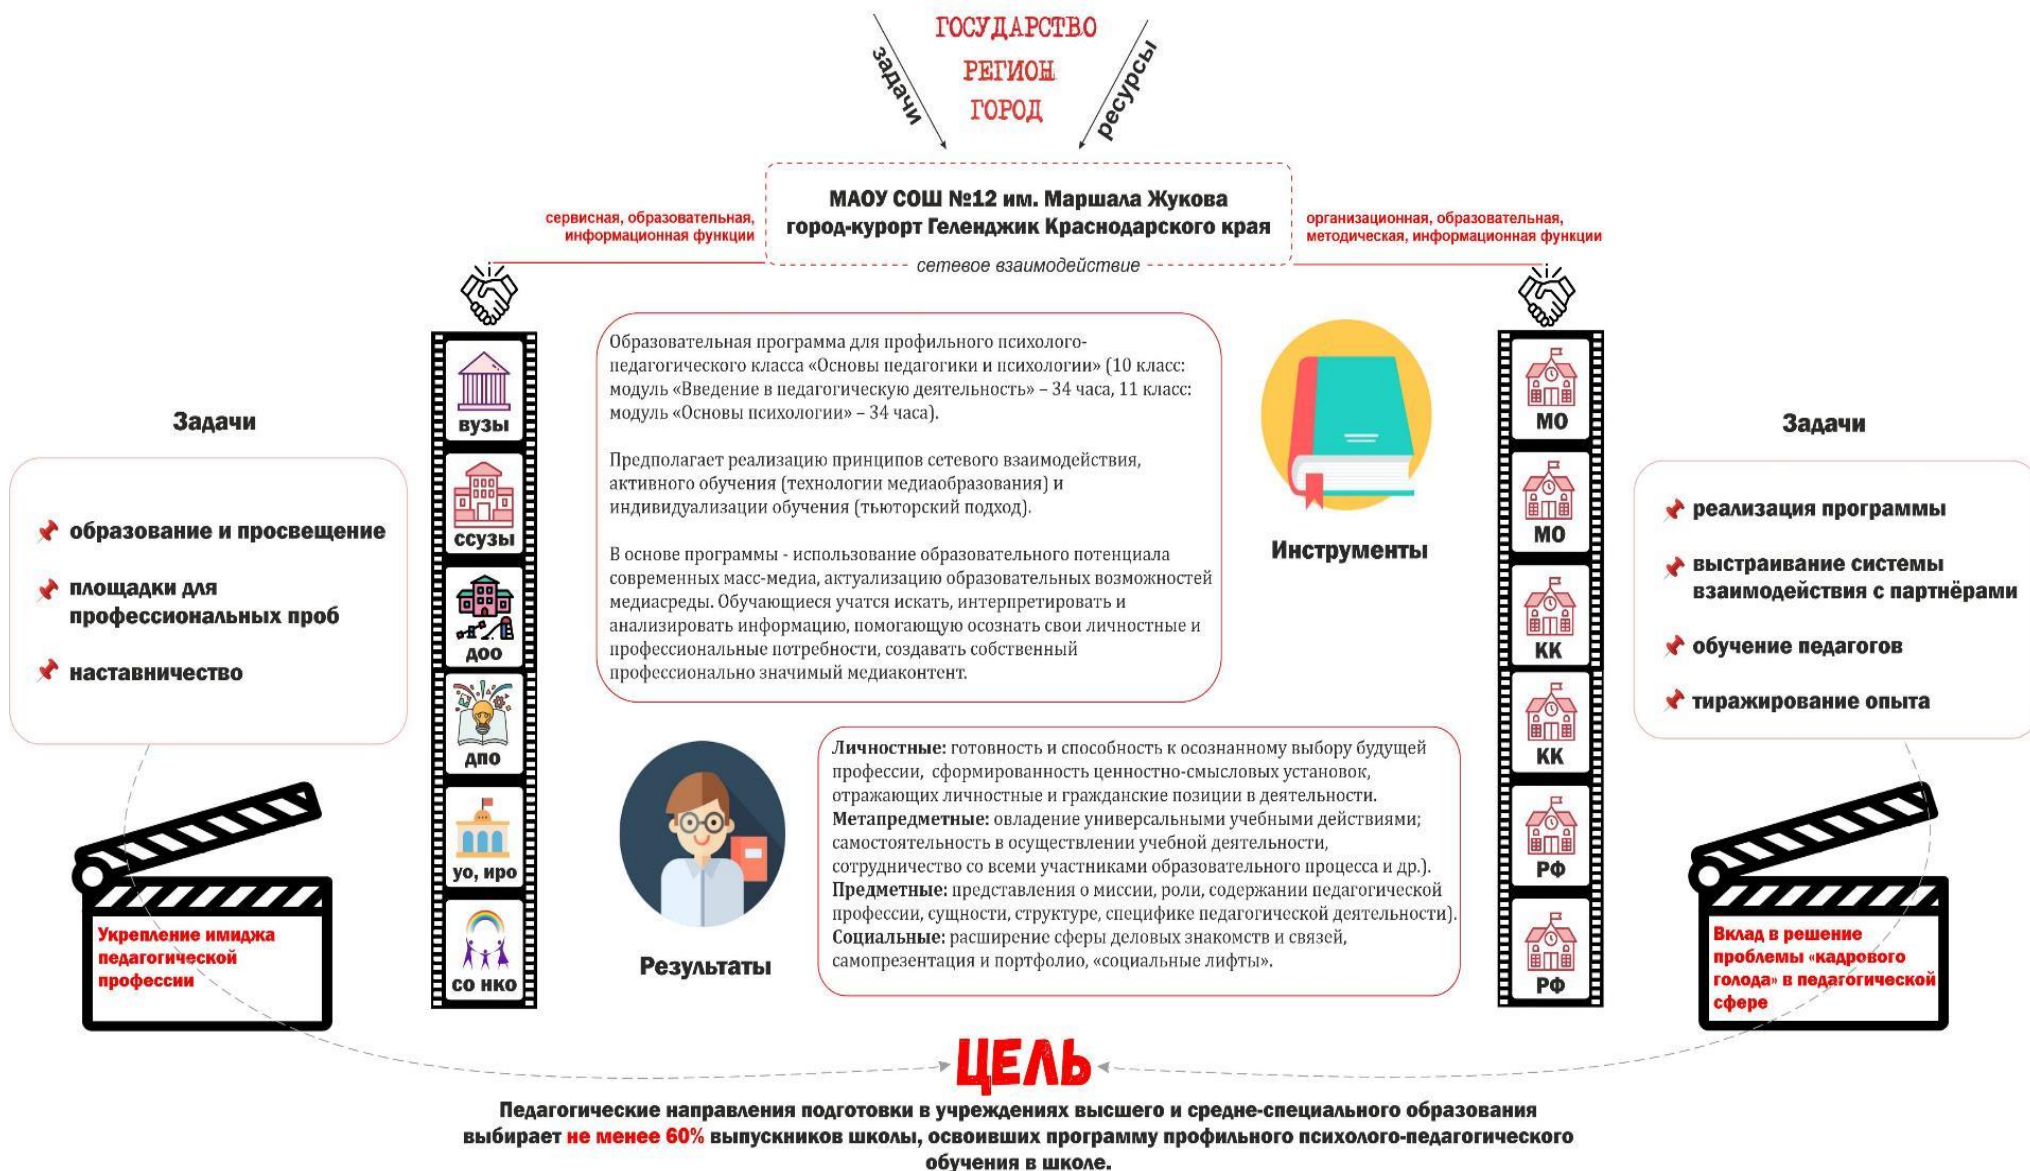 ГОСУДАРСТВО
РЕГИОН
ГОРОД
задачи
ресурсы
МАОУ СОШ №12 им. Маршала Жукова
город-курорт Геленджик Краснодарского края
сетевое взаимодействие
сервисная, образовательная,
информационная функции
организационная, образовательная,
методическая, информационная функции
Задачи
образование и просвещение
площадки для
профессиональных проб
наставничество
Укрепление имиджа
педагогической
профессии
вузы
ссузы
доо
дпо
уо, иро
со нко
Образовательная программа для профильного психолого-
педагогического класса «Основы педагогики и психологии» (10 класс:
модуль «Введение в педагогическую деятельность» – 34 часа, 11 класс:
модуль «Основы психологии» – 34 часа).
Предполагает реализацию принципов сетевого взаимодействия,
активного обучения (технологии медиаобразования) и
индивидуализации обучения (тьюторский подход).
В основе программы - использование образовательного потенциала
современных масс-медиа, актуализацию образовательных возможностей
медиасреды. Обучающиеся учатся искать, интерпретировать и
анализировать информацию, помогающую осознать свои личностные и
профессиональные потребности, создавать собственный
профессионально значимый медиаконтент.
Инструменты
Результаты
Личностные: готовность и способность к осознанному выбору будущей
профессии, сформированность ценностно-смысловых установок,
отражающих личностные и гражданские позиции в деятельности.
Метапредметные: овладение универсальными учебными действиями;
самостоятельность в осуществлении учебной деятельности,
сотрудничество со всеми участниками образовательного процесса и др.).
Предметные: представления о миссии, роли, содержании педагогической
профессии, сущности, структуре, специфике педагогической деятельности).
Социальные: расширение сферы деловых знакомств и связей,
самопрезентация и портфолио, «социальные лифты».
МО
МО
КК
КК
РФ
РФ
Задачи
реализация программы
выстраивание системы
взаимодействия с партнёрами
обучение педагогов
тиражирование опыта
Вклад в решение
проблемы «кадрового
голода» в педагогической
сфере
ЦЕЛЬ
Педагогические направления подготовки в учреждениях высшего и средне-специального образования
выбирает не менее 60% выпускников школы, освоивших программу профильного психолого-педагогического
обучения в школе.